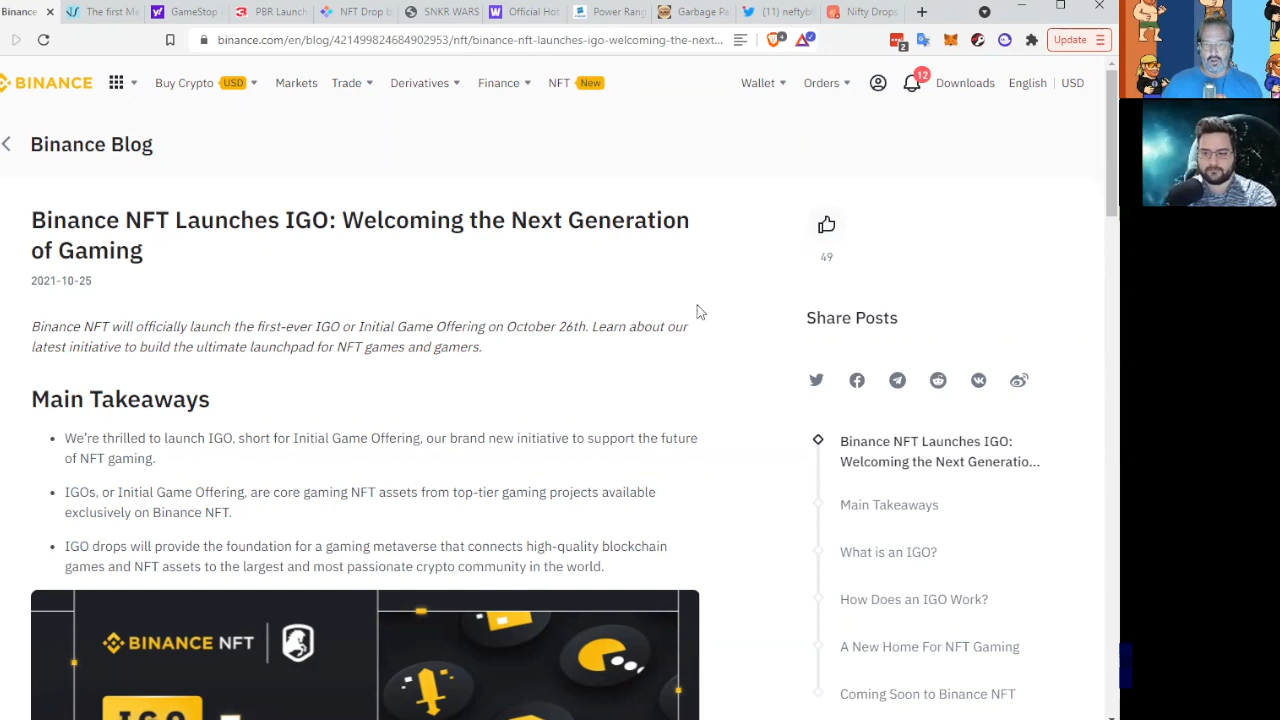 Binance
The first Me
GameStop
PBR Launch
NFT Drop b
SNKR WARS
Official Hot
Power Rang
Garbage Pa
(11) neftybl
Nifty Drops
binance.com/en/blog/421499824684902953/nft/binance-nft-launches-igo-welcoming-the-next...
2
4
Update
BINANCE
Buy Crypto USD
Markets
Trade
Derivatives
Finance
NFT New
Wallet
Orders
12
Downloads
English | USD
Binance Blog
Binance NFT Launches IGO: Welcoming the Next Generation
of Gaming
2021-10-25
Binance NFT will officially launch the first-ever IGO or Initial Game Offering on October 26th. Learn about our
latest initiative to build the ultimate launchpad for NFT games and gamers.
Main Takeaways
We're thrilled to launch IGO, short for Initial Game Offering, our brand new initiative to support the future
of NFT gaming.
IGOs, or Initial Game Offering, are core gaming NFT assets from top-tier gaming projects available
exclusively on Binance NFT.
IGO drops will provide the foundation for a gaming metaverse that connects high-quality blockchain
games and NFT assets to the largest and most passionate crypto community in the world.
BINANCE NFT
IGO
49
Share Posts
Binance NFT Launches IGO:
Welcoming the Next Generatio...
Main Takeaways
What is an IGO?
How Does an IGO Work?
A New Home For NFT Gaming
Coming Soon to Binance NFT